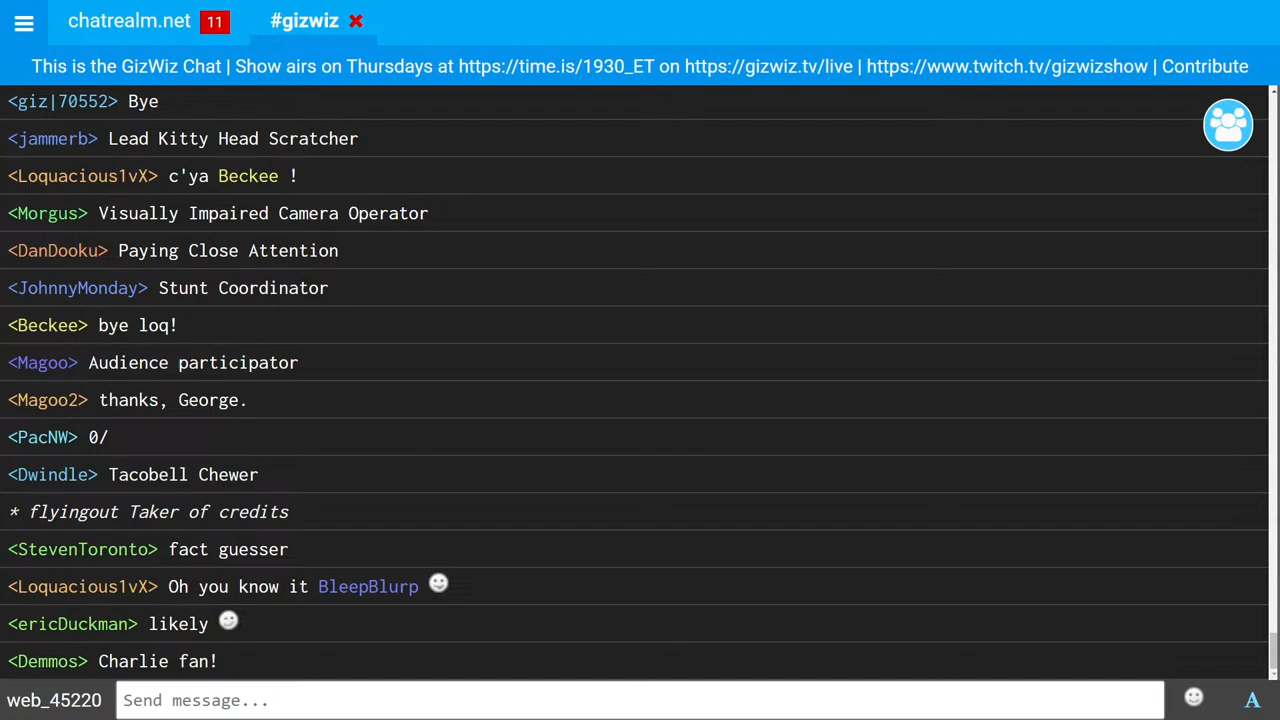 chatrealm.net 11 #gizwiz
This is the GizWiz Chat | Show airs on Thursdays at https://time.is/1930_ET on https://gizwiz.tv/live | https://www.twitch.tv/gizwizshow | Contribute
<giz|70552> Bye
<jammerb> Lead Kitty Head Scratcher
<Loquacious1vX> c'ya Beckee !
<Morgus> Visually Impaired Camera Operator
<DanDooku> Paying Close Attention
<JohnnyMonday> Stunt Coordinator
<Beckee> bye loq!
<Magoo> Audience participator
<Magoo2> thanks, George.
<PacNW> 0/
<Dwindle> Tacobell Chewer
* flyingout Taker of credits
<StevenToronto> fact guesser
<Loquacious1vX> Oh you know it BleepBlurp
<ericDuckman> likely
<Demmos> Charlie fan!
web_45220 Send message... A